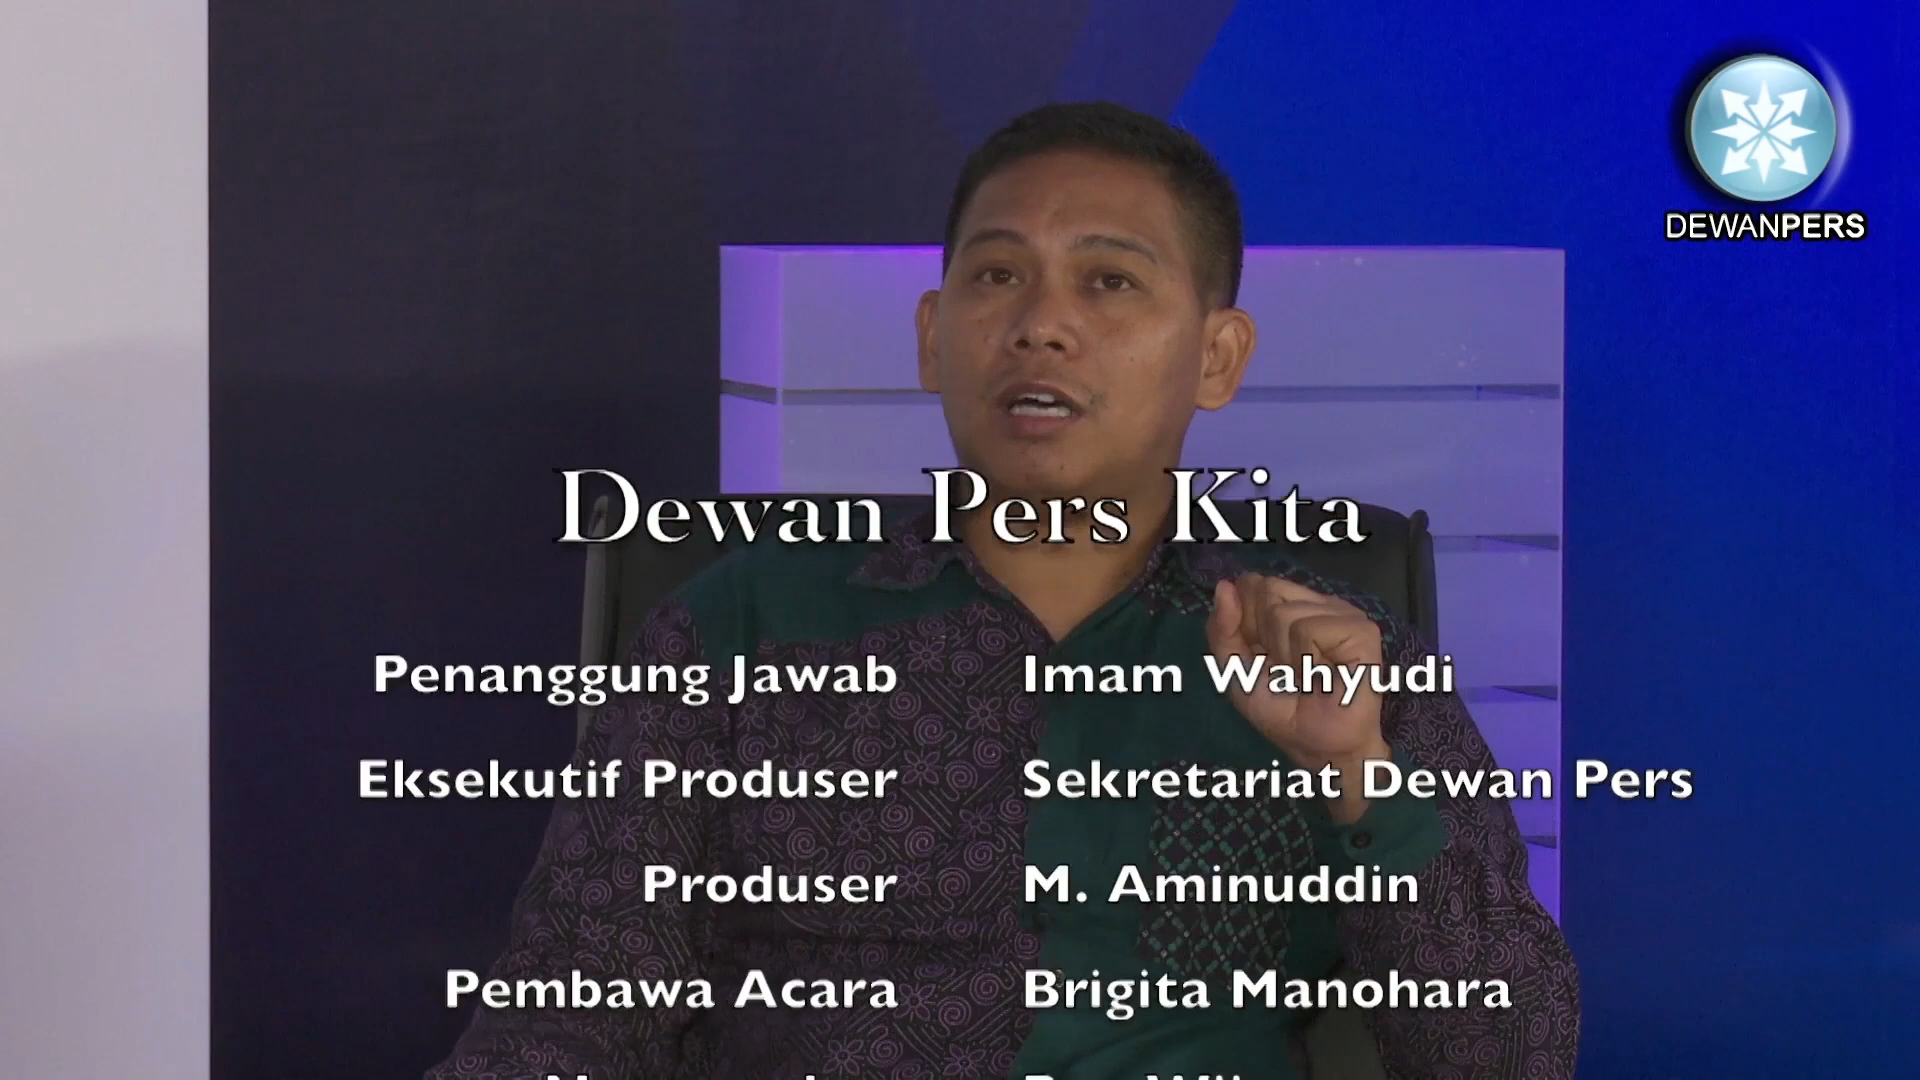 DEWANPERS
Dewan Pers Kita
Penanggung Jawab Imam Wahyudi
Eksekutif Produser Sekretariat Dewan Pers
Produser M. Aminuddin
Pembawa Acara Brigita Manohara